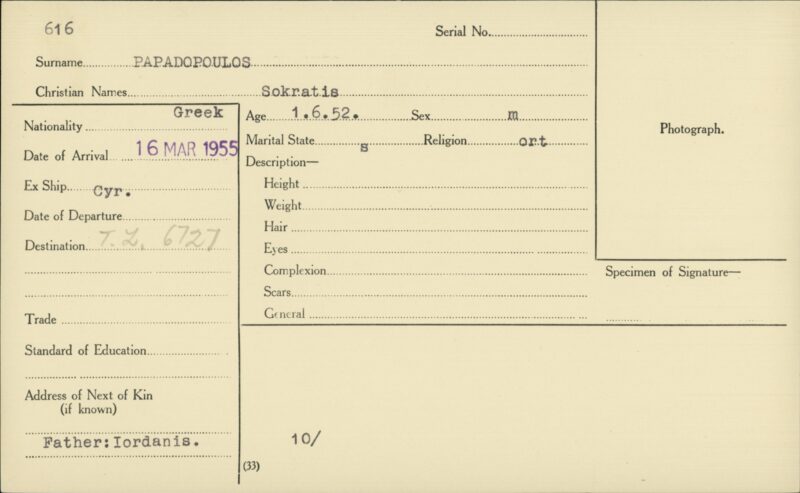 616
Serial No.
Surname PAPADOPOULOS
Christian Names Sokratis
Nationality Greek
Date of Arrival 16 MAR 1955
Ex Ship Cyr.
Date of Departure
Destination T.L. 6727
Trade
Standard of Education
Address of Next of Kin
(if known)
Father:Iordanis.
Age 1.6.52. Sex m
Marital State s Religion ort
Description—
Height
Weight
Hair
Eyes
Complexion
Scars
General
10/
(33)
Photograph.
Specimen of Signature—